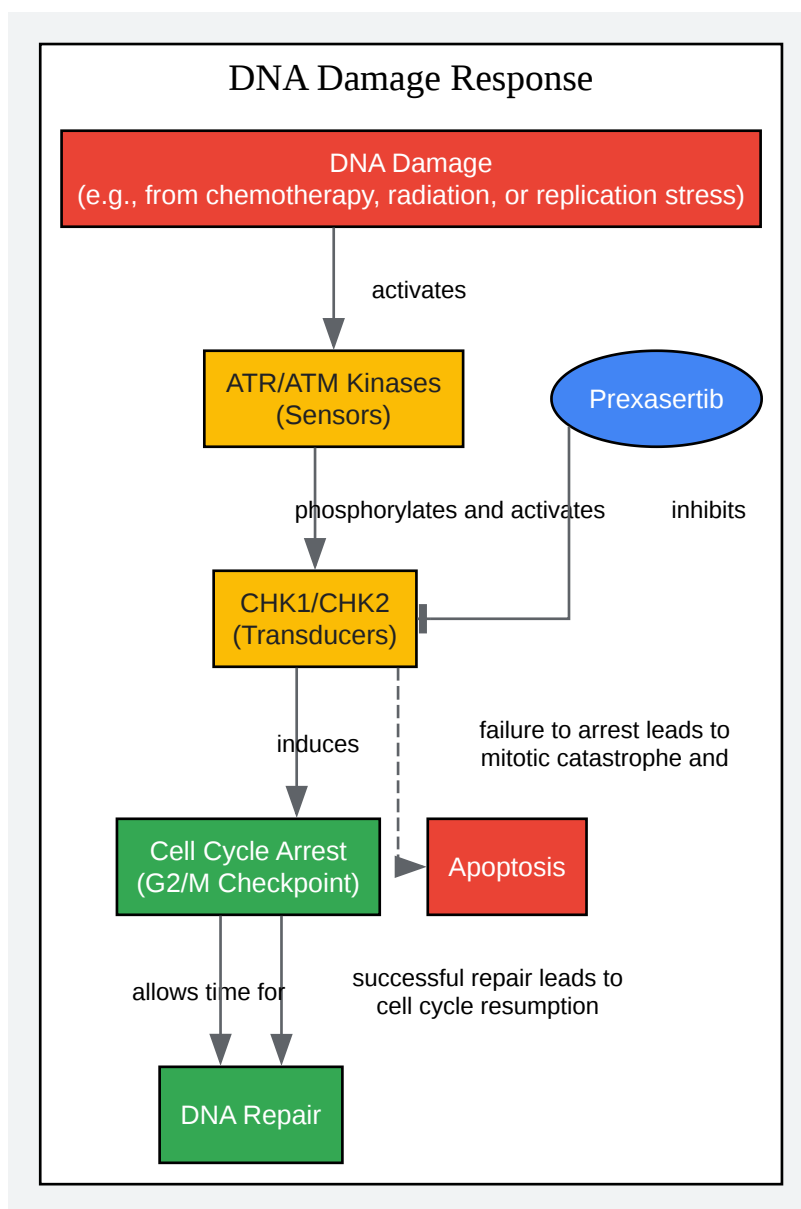 DNA Damage Response
DNA Damage
(e.g., from chemotherapy, radiation, or replication stress)
activates
ATR/ATM Kinases
(Sensors)
Prexasertib
phosphorylates and activates
inhibits
CHK1/CHK2
(Transducers)
induces
failure to arrest leads to
mitotic catastrophe and
Cell Cycle Arrest
(G2/M Checkpoint)
Apoptosis
allows time for
successful repair leads to
cell cycle resumption
DNA Repair